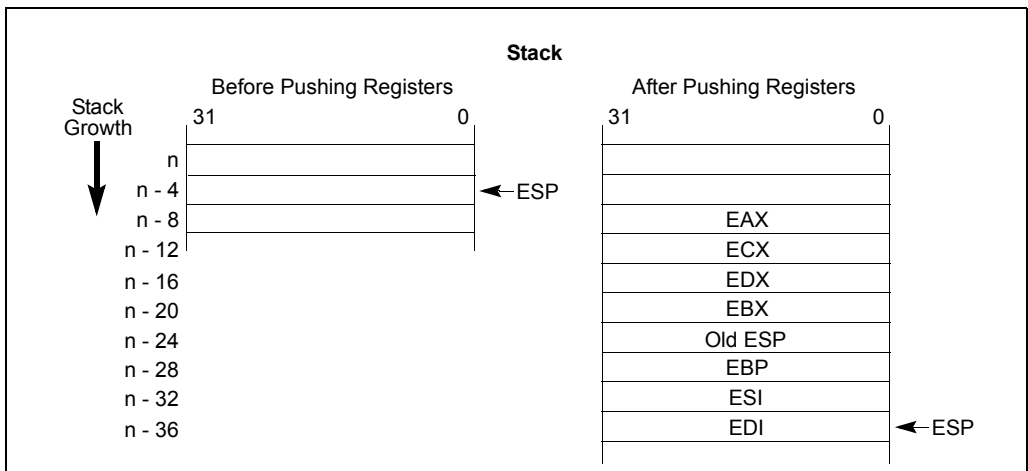 Stack
Before Pushing Registers After Pushing Registers
Stack
Growth
31 0 31 0
n
n - 4 ESP
n - 8 EAX
n - 12 ECX
n - 16 EDX
n - 20 EBX
n - 24 Old ESP
n - 28 EBP
n - 32 ESI
n - 36 EDI ESP